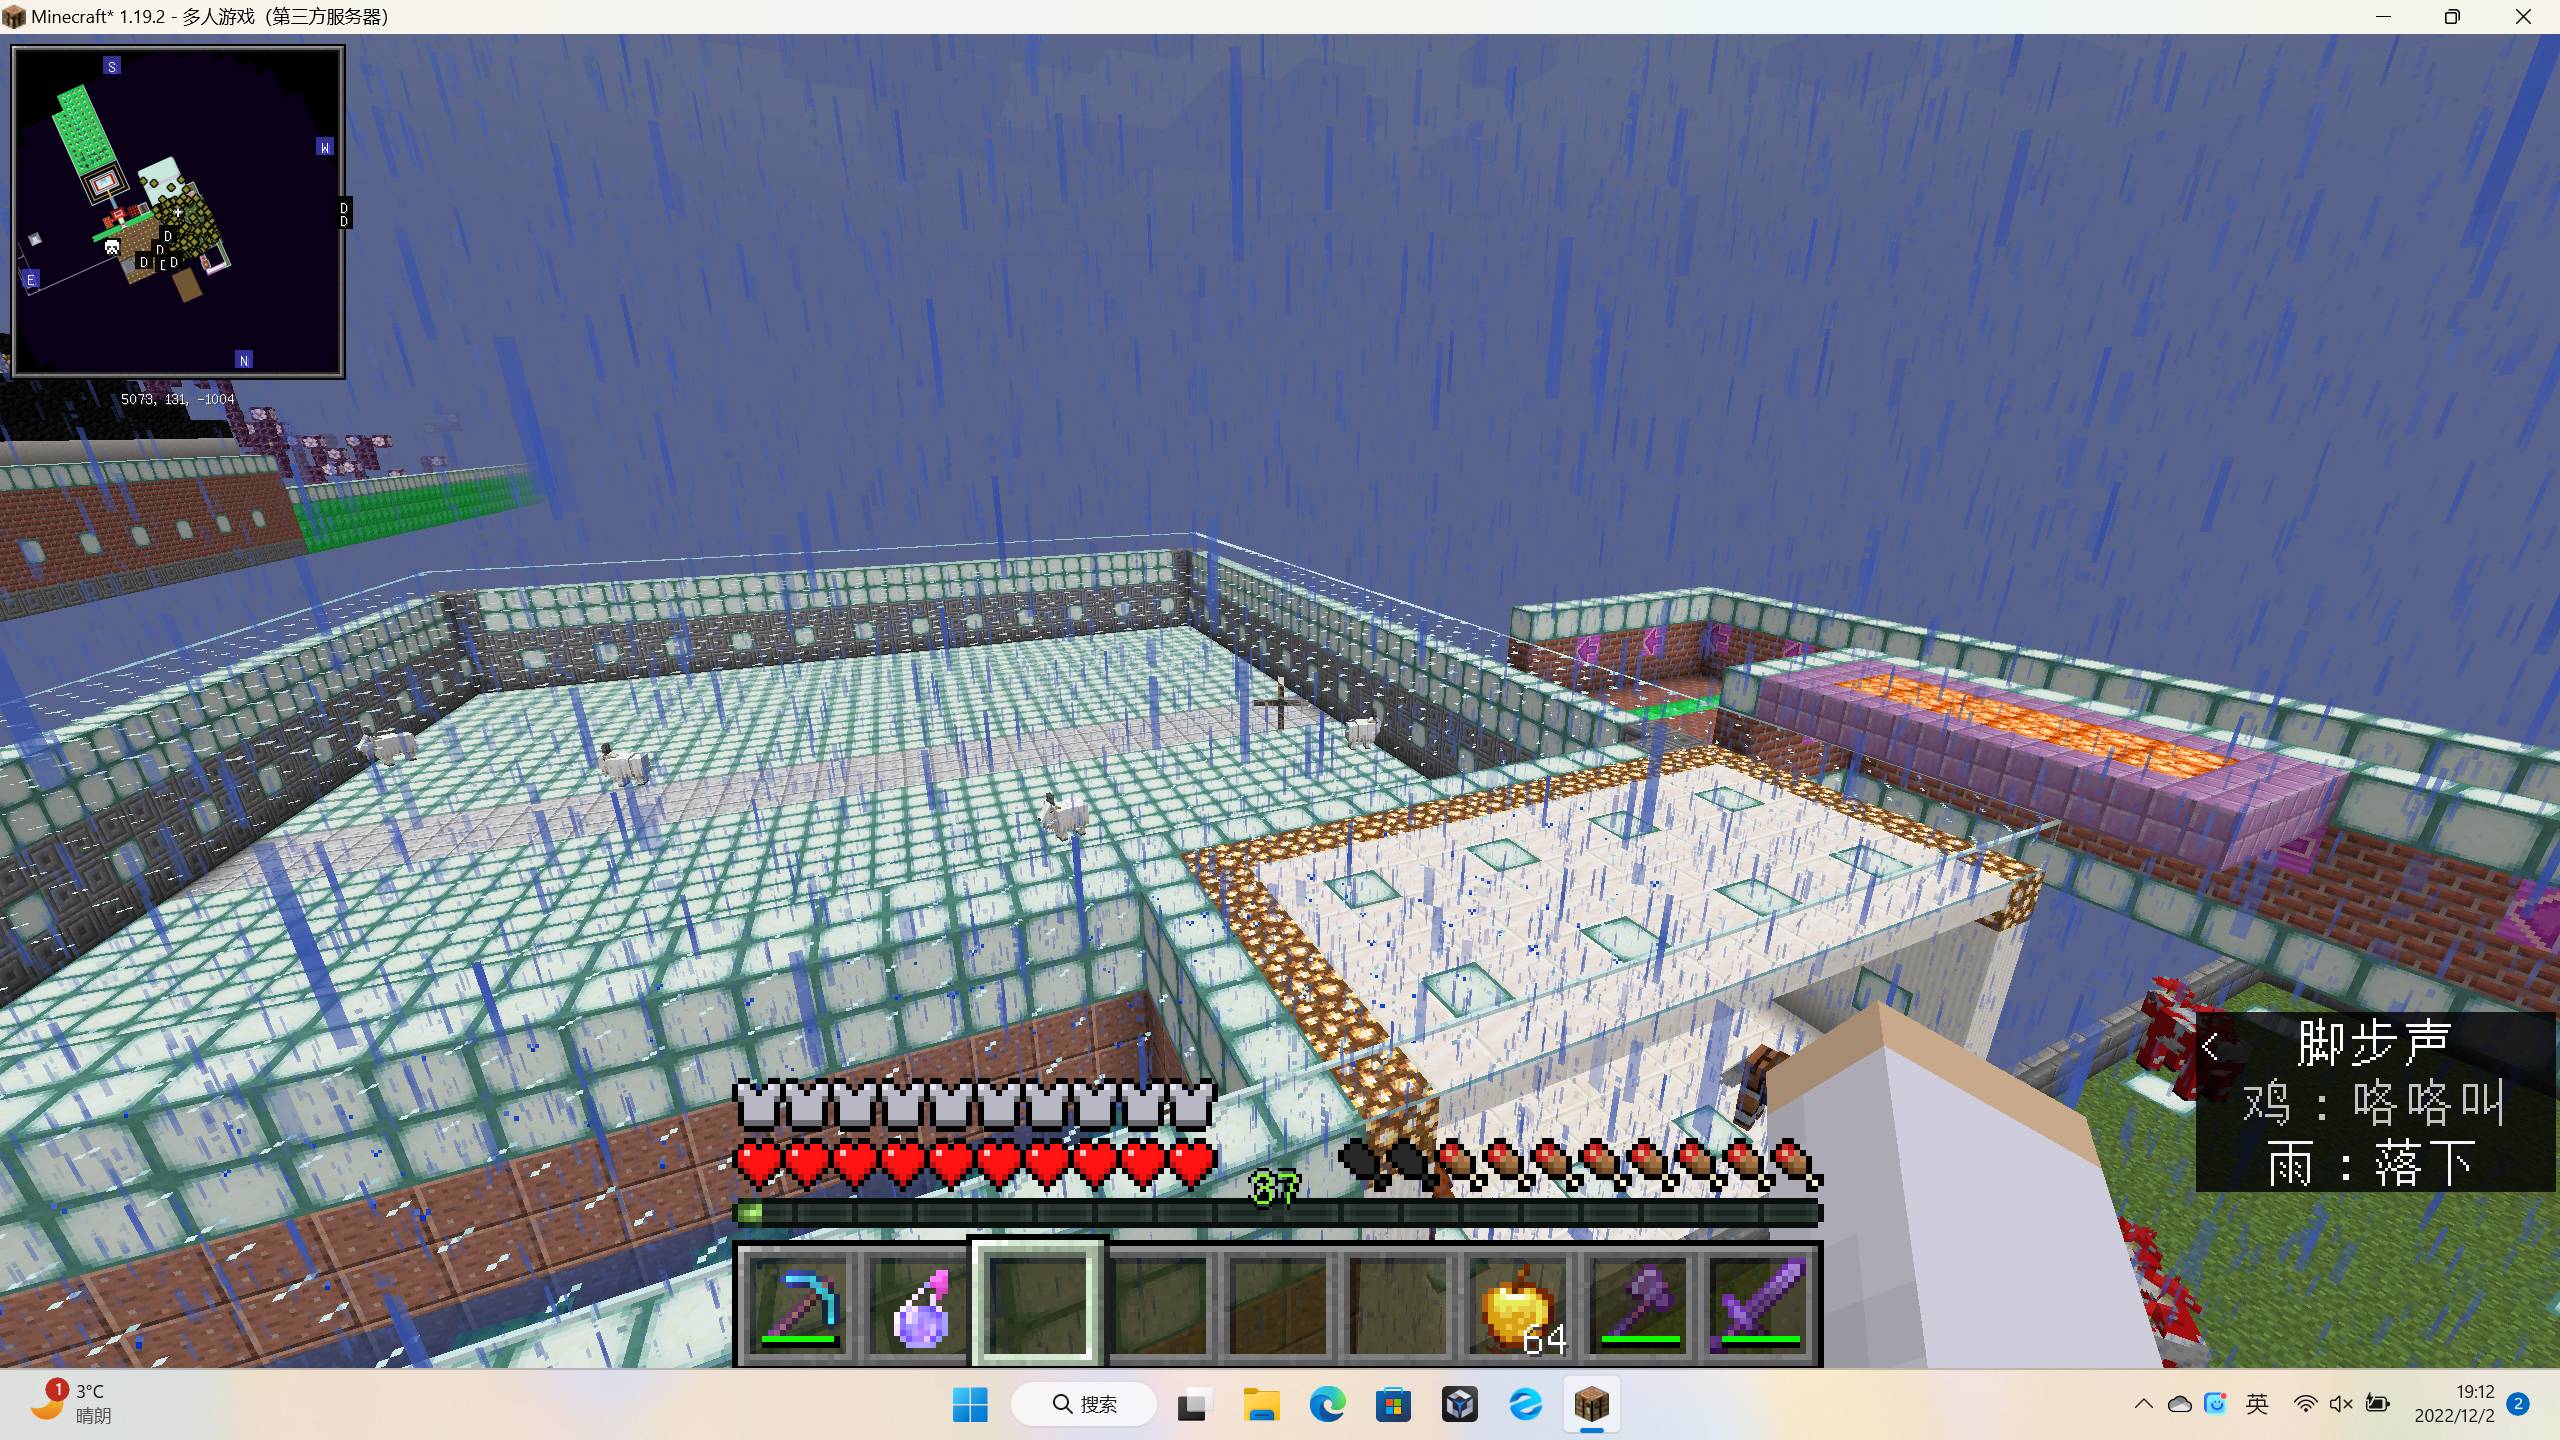 Minecraft* 1.19.2 - 多人游戏（第三方服务器）
S
W
D
D
D
D
D
D
E
N
5073, 131, -1004
< 脚步声
鸡：咯咯叫
雨：落下
87
64
1
3°C
晴朗
搜索
英
19:12
2022/12/2
2